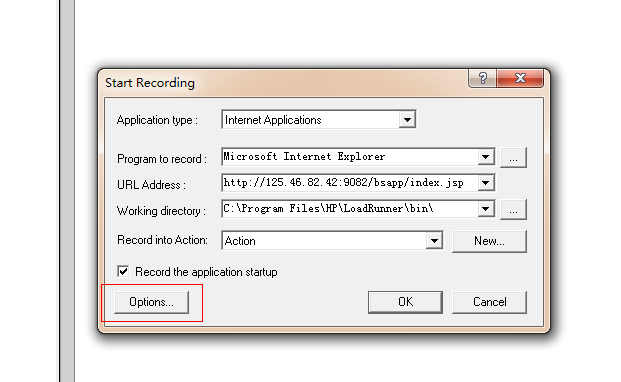 Start Recording
Application type : Internet Applications
Program to record : Microsoft Internet Explorer ...
URL Address : http://125.46.82.42:9082/bsapp/index.jsp
Working directory : C:\Program Files\HP\LoadRunner\bin\ ...
Record into Action: Action New...
Record the application startup
Options... OK Cancel